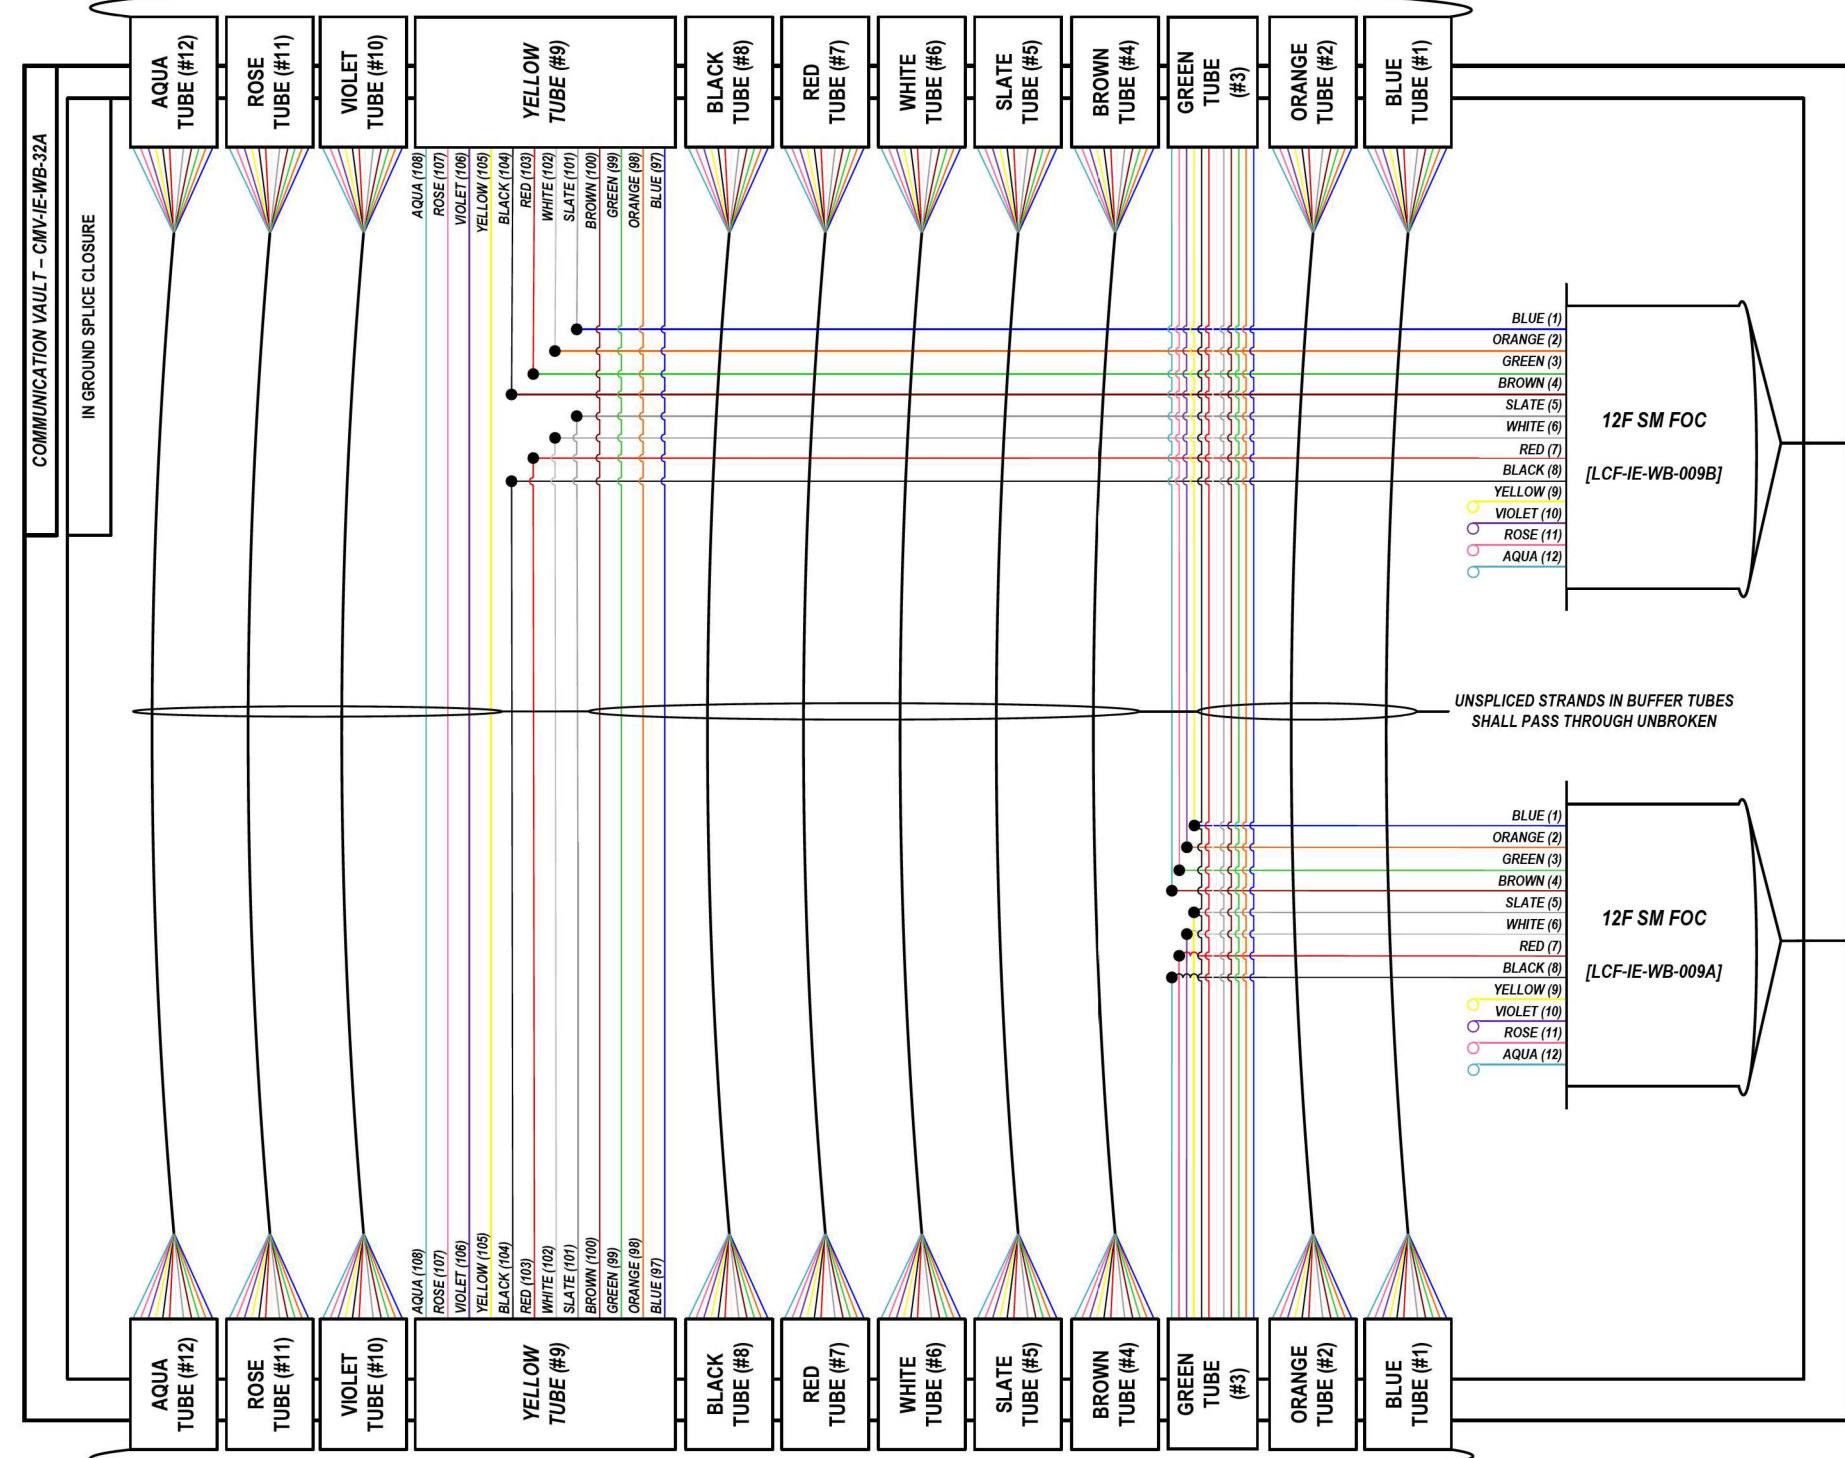 AQUA
TUBE (#12)
ROSE
TUBE (#11)
VIOLET
TUBE (#10)
YELLOW
TUBE (#9)
BLACK
TUBE (#8)
RED
TUBE (#7)
WHITE
TUBE (#6)
SLATE
TUBE (#5)
BROWN
TUBE (#4)
GREEN
TUBE
(#3)
ORANGE
TUBE (#2)
BLUE
TUBE (#1)
COMMUNICATION VAULT – CMV-IE-WB-32A
IN GROUND SPLICE CLOSURE
AQUA (108)
ROSE (107)
VIOLET (106)
YELLOW (105)
BLACK (104)
RED (103)
WHITE (102)
SLATE (101)
BROWN (100)
GREEN (99)
ORANGE (98)
BLUE (97)
BLUE (1)
ORANGE (2)
GREEN (3)
BROWN (4)
SLATE (5)
WHITE (6)
RED (7)
BLACK (8)
YELLOW (9)
VIOLET (10)
ROSE (11)
AQUA (12)
12F SM FOC
[LCF-IE-WB-009B]
UNSPLICED STRANDS IN BUFFER TUBES
SHALL PASS THROUGH UNBROKEN
BLUE (1)
ORANGE (2)
GREEN (3)
BROWN (4)
SLATE (5)
WHITE (6)
RED (7)
BLACK (8)
YELLOW (9)
VIOLET (10)
ROSE (11)
AQUA (12)
12F SM FOC
[LCF-IE-WB-009A]
AQUA (108)
ROSE (107)
VIOLET (106)
YELLOW (105)
BLACK (104)
RED (103)
WHITE (102)
SLATE (101)
BROWN (100)
GREEN (99)
ORANGE (98)
BLUE (97)
AQUA
TUBE (#12)
ROSE
TUBE (#11)
VIOLET
TUBE (#10)
YELLOW
TUBE (#9)
BLACK
TUBE (#8)
RED
TUBE (#7)
WHITE
TUBE (#6)
SLATE
TUBE (#5)
BROWN
TUBE (#4)
GREEN
TUBE
(#3)
ORANGE
TUBE (#2)
BLUE
TUBE (#1)